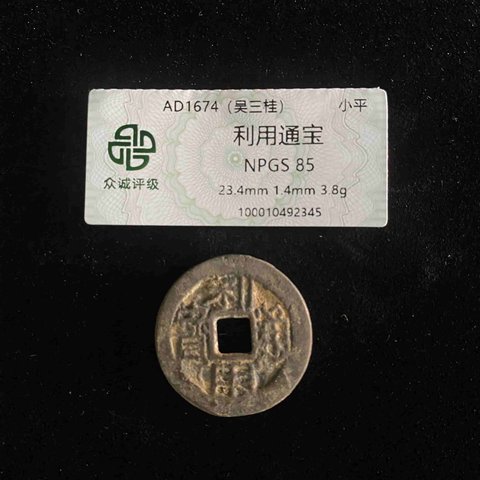 AD1674（吴三桂） 小平
利用通宝
NPGS 85
众诚评级
23.4mm 1.4mm 3.8g
100010492345